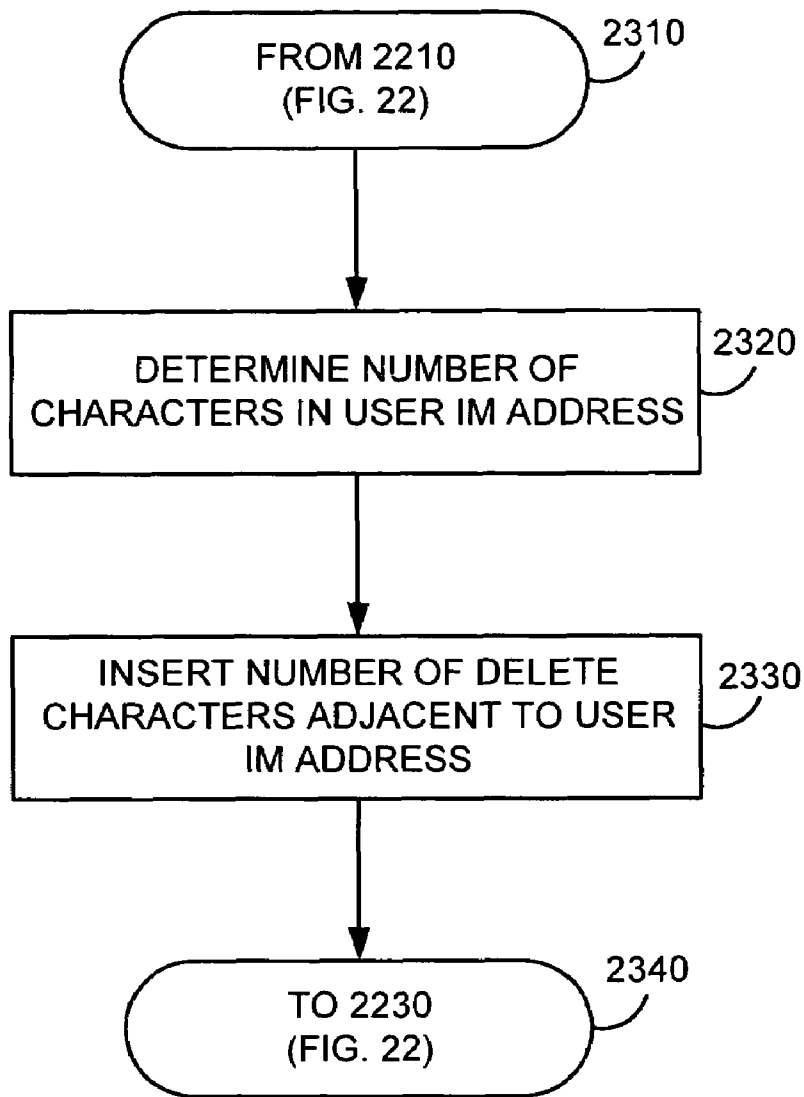 FROM 2210
(FIG. 22)
2310
DETERMINE NUMBER OF
CHARACTERS IN USER IM ADDRESS
2320
INSERT NUMBER OF DELETE
CHARACTERS ADJACENT TO USER
IM ADDRESS
2330
TO 2230
(FIG. 22)
2340